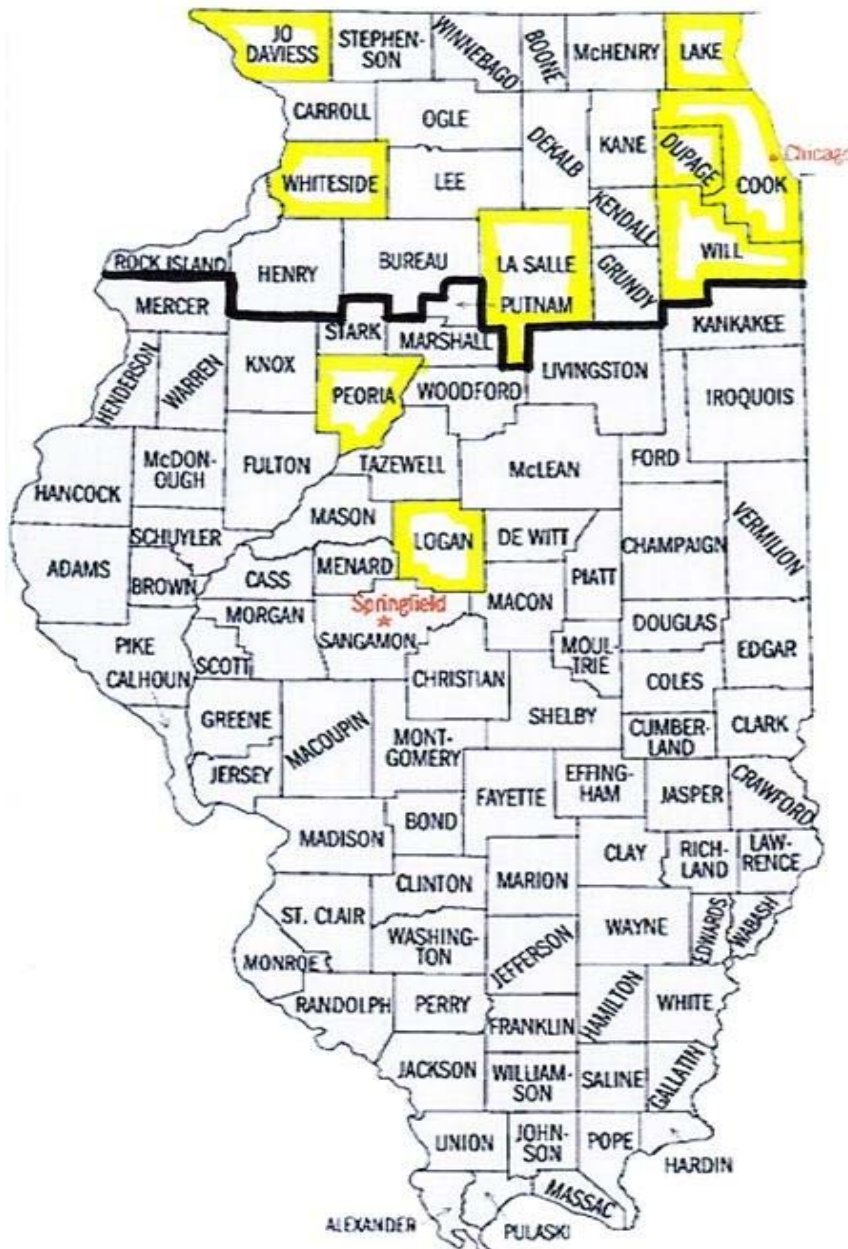 JO
DAVIESS
STEPHEN-
SON
WINNEBAGO
BOONE
McHENRY
LAKE
CARROLL
OGLE
DEKALB
KANE
DUPAGE
COOK
Chicago
WHITESIDE
LEE
KENDALL
WILL
ROCK ISLAND
HENRY
BUREAU
LA SALLE
GRUNDY
MERCER
PUTNAM
KANKAKEE
STARK
MARSHALL
HENDERSON
WARREN
KNOX
PEORIA
WOODFORD
LIVINGSTON
IROQUOIS
HANCOCK
McDON-
OUGH
FULTON
TAZEWELL
McLEAN
FORD
SCHUYLER
MASON
LOGAN
DE WITT
CHAMPAIGN
VERMILION
ADAMS
BROWN
CASS
MENARD
PIATT
MACON
Springfield
MORGAN
SANGAMON
DOUGLAS
EDGAR
PIKE
SCOTT
CHRISTIAN
MOUL-
TRIE
COLES
CALHOUN
GREENE
MACOUPIN
MONT-
GOMERY
SHELBY
CUMBER-
LAND
CLARK
JERSEY
FAYETTE
EFFING-
HAM
JASPER
CRAWFORD
MADISON
BOND
CLAY
RICH-
LAND
LAW-
RENCE
CLINTON
MARION
ST. CLAIR
WASHING-
TON
JEFFERSON
WAYNE
EDWARDS
WABASH
MONROE
RANDOLPH
PERRY
FRANKLIN
HAMILTON
WHITE
JACKSON
WILLIAM-
SON
SALINE
GALLATIN
UNION
JOHN-
SON
POPE
HARDIN
MASSAC
ALEXANDER
PULASKI